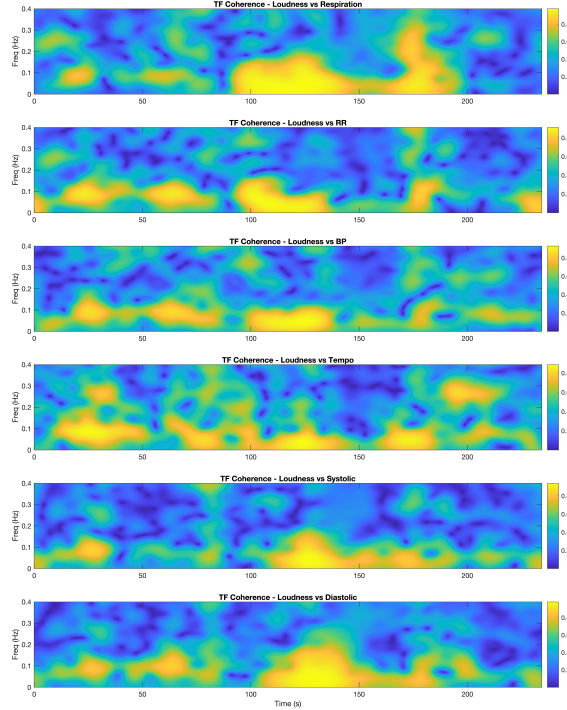 TF Coherence - Loudness vs Respiration
0.4
0.3
0.2
0.1
0
Freq (Hz)
0 50 100 150 200
TF Coherence - Loudness vs RR
0.4
0.3
0.2
0.1
0
Freq (Hz)
0 50 100 150 200
TF Coherence - Loudness vs BP
0.4
0.3
0.2
0.1
0
Freq (Hz)
0 50 100 150 200
TF Coherence - Loudness vs Tempo
0.4
0.3
0.2
0.1
0
Freq (Hz)
0 50 100 150 200
TF Coherence - Loudness vs Systolic
0.4
0.3
0.2
0.1
0
Freq (Hz)
0 50 100 150 200
TF Coherence - Loudness vs Diastolic
0.4
0.3
0.2
0.1
0
Freq (Hz)
0 50 100 150 200
Time (s)